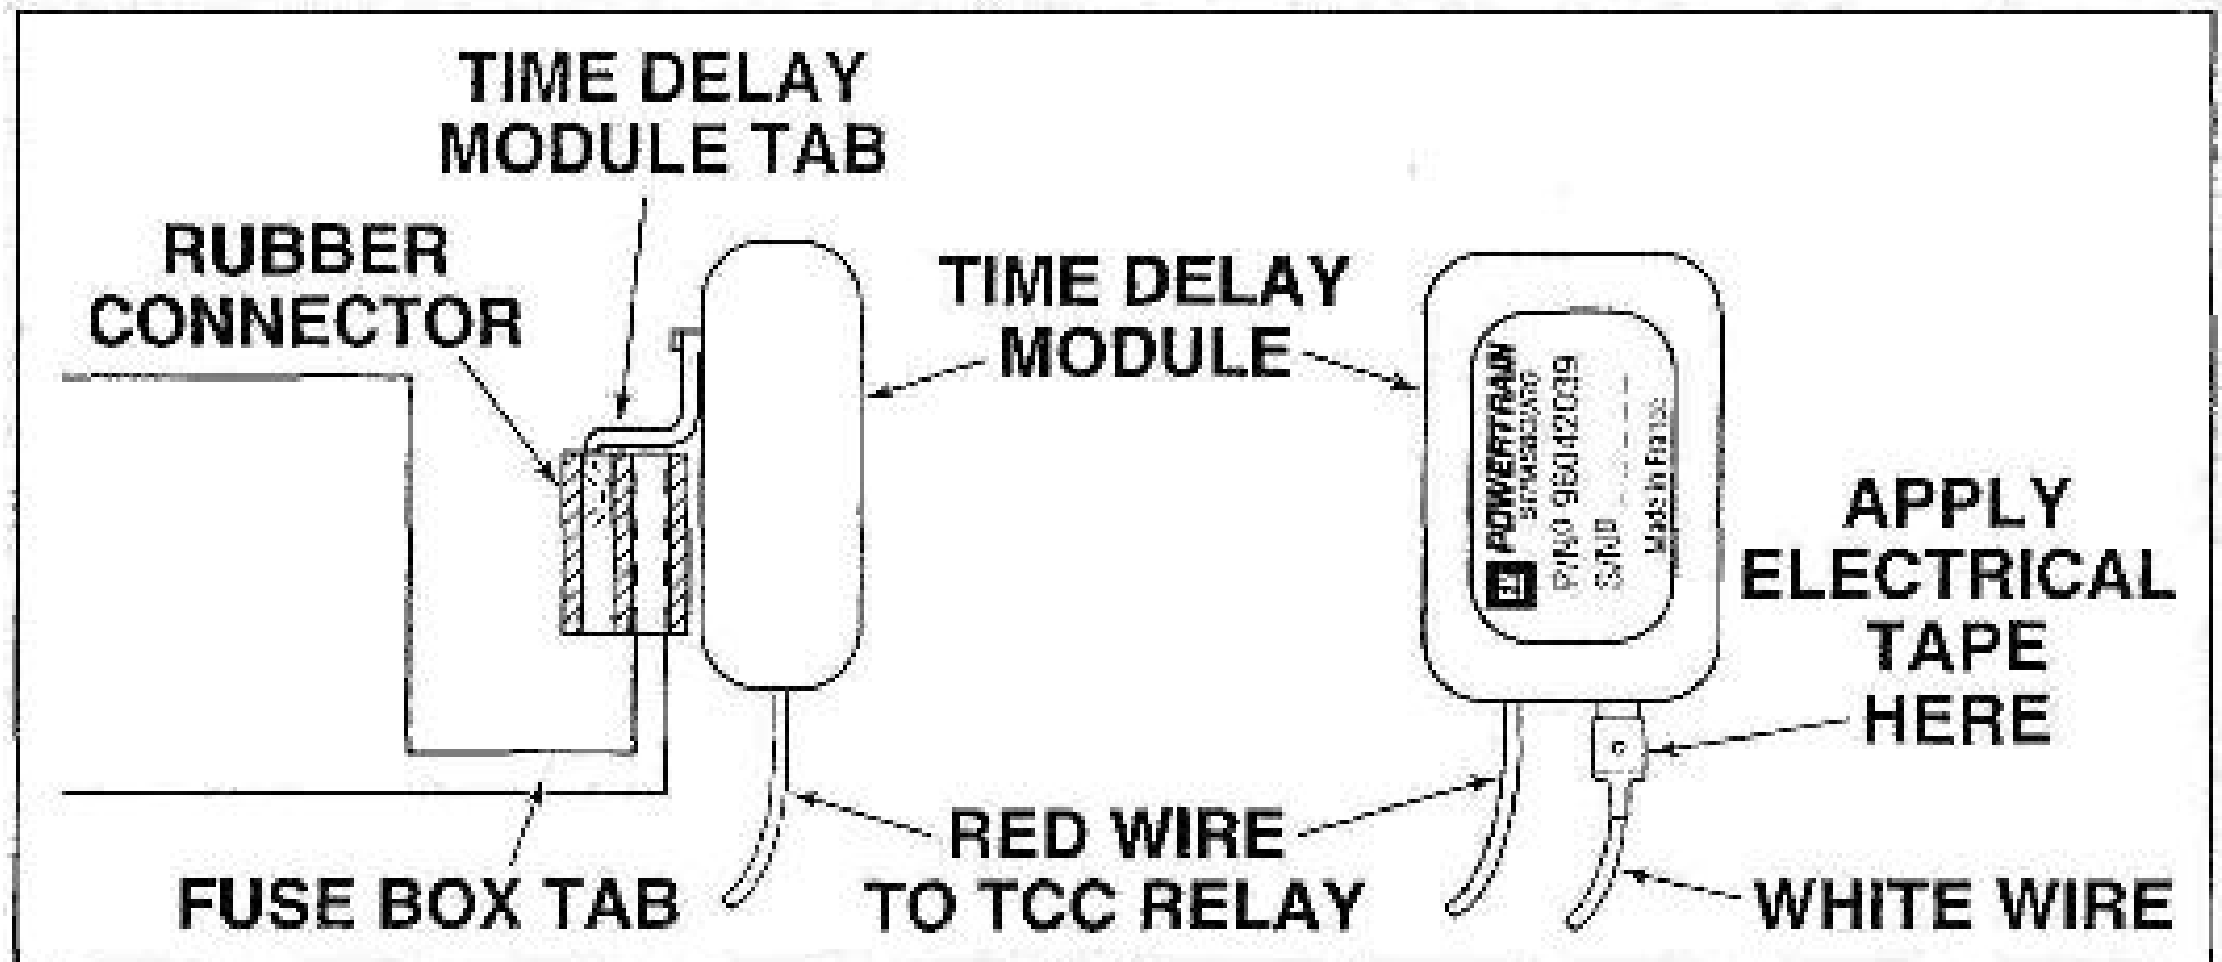 TIME DELAY
MODULE TAB
RUBBER
CONNECTOR
TIME DELAY
MODULE
POWERTRAIN
P/N# 96042039
S/N#
Made in France
APPLY
ELECTRICAL
TAPE
HERE
RED WIRE
TO TCC RELAY
FUSE BOX TAB
WHITE WIRE